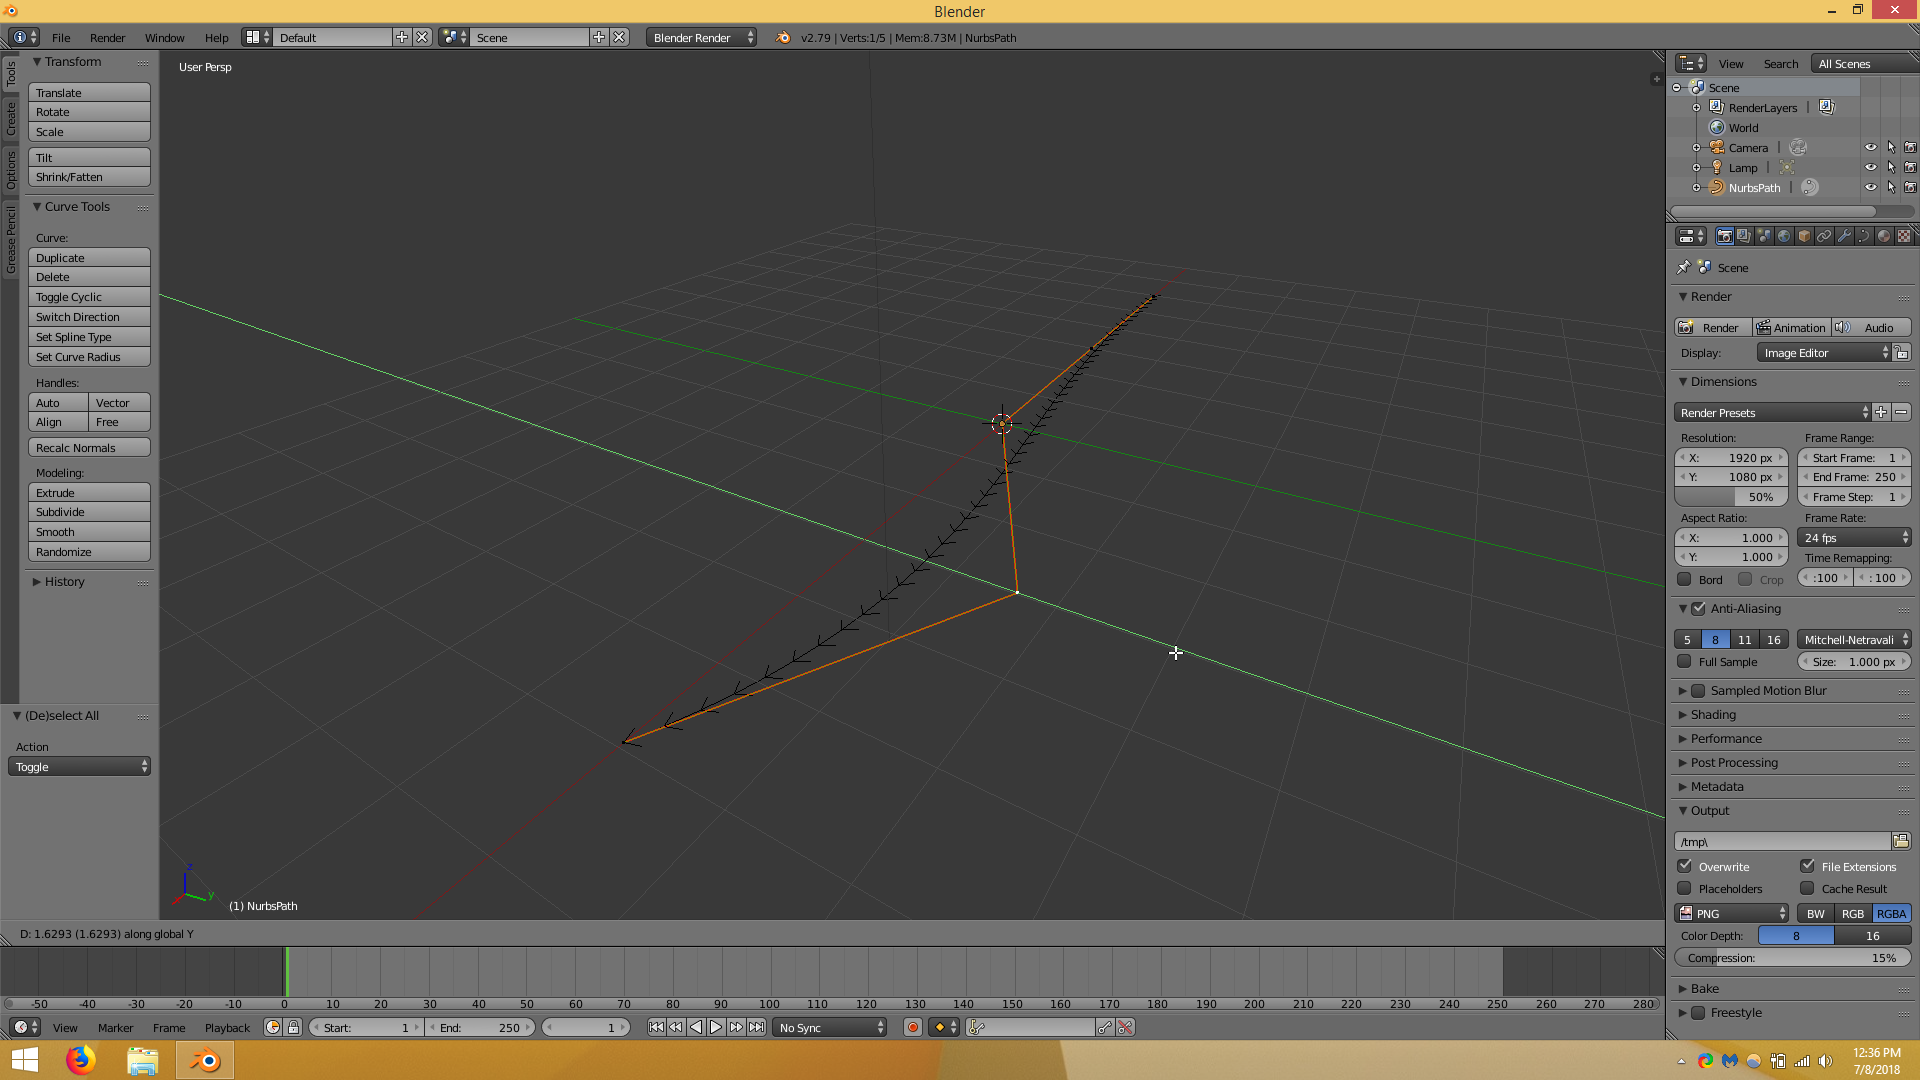 Blender
File Render Window Help Default Scene Blender Render v2.79 | Verts:1/5 | Mem:8.73M | NurbsPath
Tools
Create
Options
Grease Pencil
Transform
Translate
Rotate
Scale
Tilt
Shrink/Fatten
Curve Tools
Curve:
Duplicate
Delete
Toggle Cyclic
Switch Direction
Set Spline Type
Set Curve Radius
Handles:
Auto Vector
Align Free
Recalc Normals
Modeling:
Extrude
Subdivide
Smooth
Randomize
History
(De)select All
Action
Toggle
User Persp
z
y
(1) NurbsPath
D: 1.6293 (1.6293) along global Y
View Search All Scenes
Scene
RenderLayers |
World
Camera |
Lamp |
NurbsPath |
Scene
Render
Render Animation Audio
Display: Image Editor
Dimensions
Render Presets
Resolution: Frame Range:
X: 1920 px Start Frame: 1
Y: 1080 px End Frame: 250
50% Frame Step: 1
Aspect Ratio: Frame Rate:
X: 1.000 24 fps
Y: 1.000 Time Remapping:
Bord Crop :100 : 100
Anti-Aliasing
5 8 11 16 Mitchell-Netravali
Full Sample Size: 1.000 px
Sampled Motion Blur
Shading
Performance
Post Processing
Metadata
Output
/tmp\
Overwrite File Extensions
Placeholders Cache Result
PNG BW RGB RGBA
Color Depth: 8 16
Compression: 15%
Bake
Freestyle
-50 -40 -30 -20 -10 0 10 20 30 40 50 60 70 80 90 100 110 120 130 140 150 160 170 180 190 200 210 220 230 240 250 260 270 280
View Marker Frame Playback Start: 1 End: 250 1 No Sync
12:36 PM
7/8/2018